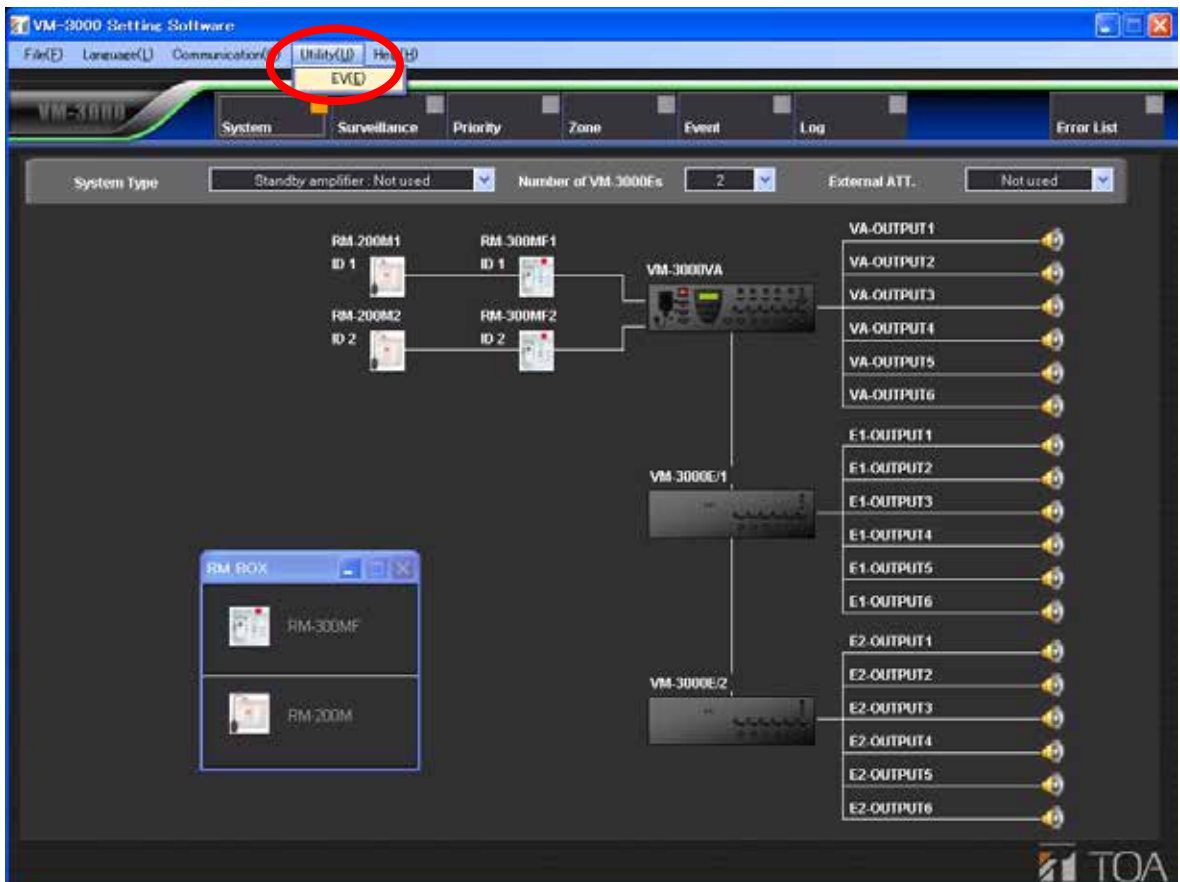 VM-3000 Setting Software
File(F) Language(L) Communication( Utility(U) Help(H)
EV(E)
VM-3000
System Surveillance Priority Zone Event Log Error List
System Type Standby amplifier : Not used Number of VM-3000Es 2 External ATT. Not used
RM-200M1 RM-300MF1
ID 1 ID 1
VM-3000VA
RM-200M2 RM-300MF2
ID 2 ID 2
VA-OUTPUT1
VA-OUTPUT2
VA-OUTPUT3
VA-OUTPUT4
VA-OUTPUT5
VA-OUTPUT6
VM-3000E/1
E1-OUTPUT1
E1-OUTPUT2
E1-OUTPUT3
E1-OUTPUT4
E1-OUTPUT5
E1-OUTPUT6
RM BOX
RM-300MF
RM-200M
VM-3000E/2
E2-OUTPUT1
E2-OUTPUT2
E2-OUTPUT3
E2-OUTPUT4
E2-OUTPUT5
E2-OUTPUT6
TOA